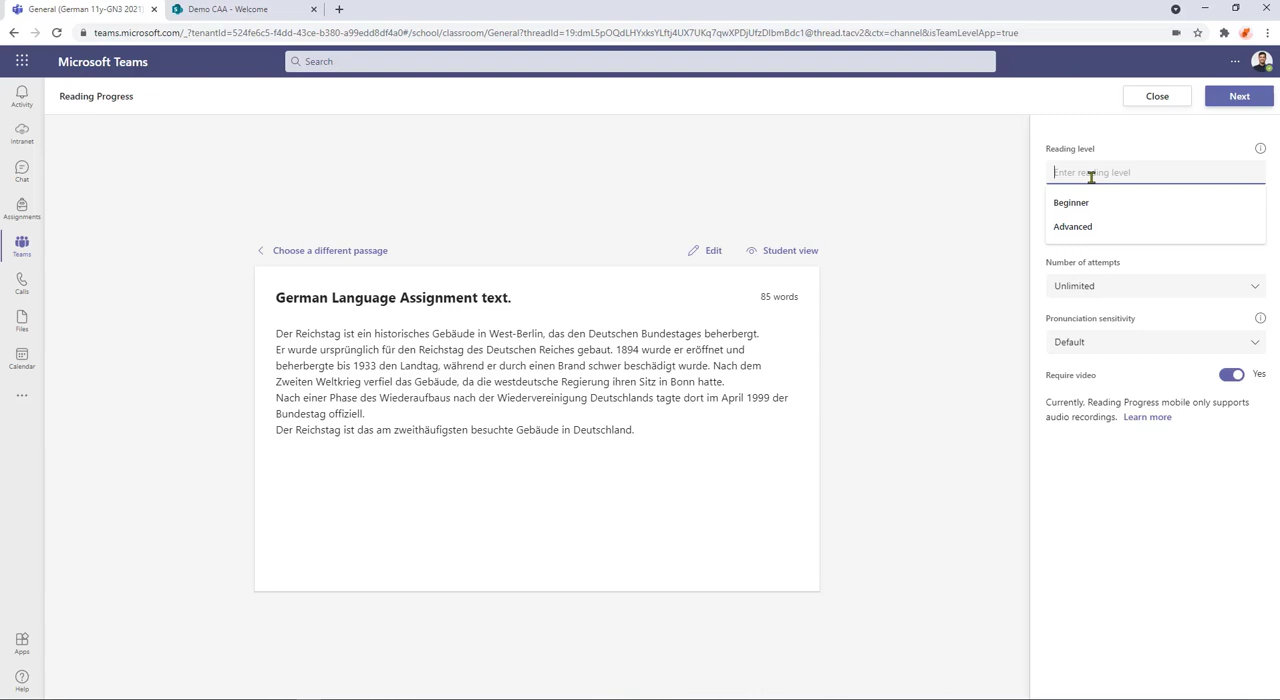 General (German 11y-GN3 2021)
Demo CAA - Welcome
teams.microsoft.com/_?tenantId=524fe6c5-f4dd-43ce-b380-a99edd8df4a0#/school/classroom/General?threadId=19:dmL5pOQdLHYxksYLftj4UX7UKq7qwXPDjUfzDlbmBdc1@thread.tacv2&ctx=channel&isTeamLevelApp=true
Microsoft Teams
Search
Activity
Intranet
Chat
Assignments
Teams
Calls
Files
Calendar
Apps
Help
Reading Progress
Close
Next
Choose a different passage
Edit
Student view
German Language Assignment text.
85 words
Der Reichstag ist ein historisches Gebäude in West-Berlin, das den Deutschen Bundestages beherbergt.
Er wurde ursprünglich für den Reichstag des Deutschen Reiches gebaut. 1894 wurde er eröffnet und
beherbergte bis 1933 den Landtag, während er durch einen Brand schwer beschädigt wurde. Nach dem
Zweiten Weltkrieg verfiel das Gebäude, da die westdeutsche Regierung ihren Sitz in Bonn hatte.
Nach einer Phase des Wiederaufbaus nach der Wiedervereinigung Deutschlands tagte dort im April 1999 der
Bundestag offiziell.
Der Reichstag ist das am zweithäufigsten besuchte Gebäude in Deutschland.
Reading level
Enter reading level
Beginner
Advanced
Number of attempts
Unlimited
Pronunciation sensitivity
Default
Require video
Yes
Currently, Reading Progress mobile only supports
audio recordings. Learn more